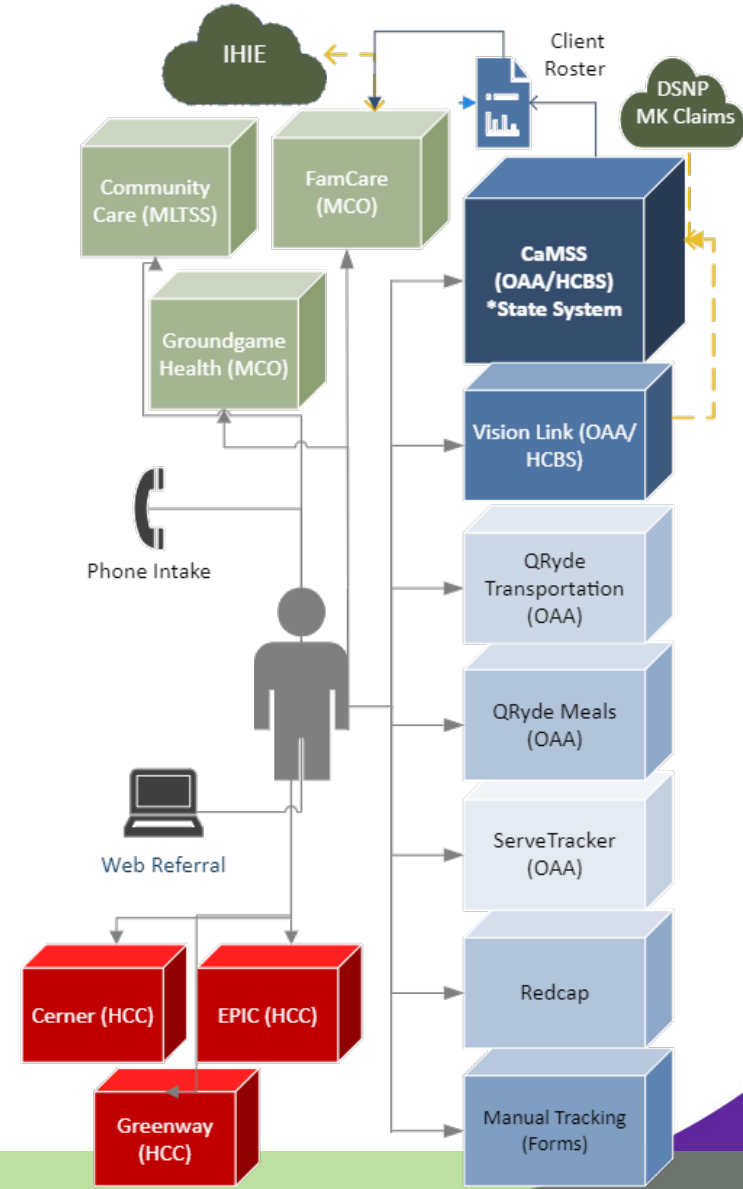 IHIE
Client
Roster
DSNP
MK Claims
Community
Care (MLTSS)
FamCare
(MCO)
CaMSS
(OAA/HCBS)
*State System
Groundgame
Health (MCO)
Vision Link (OAA/
HCBS)
Phone Intake
QRyde
Transportation
(OAA)
QRyde Meals
(OAA)
Web Referral
ServeTracker
(OAA)
Cerner (HCC)
EPIC (HCC)
Redcap
Greenway
(HCC)
Manual Tracking
(Forms)